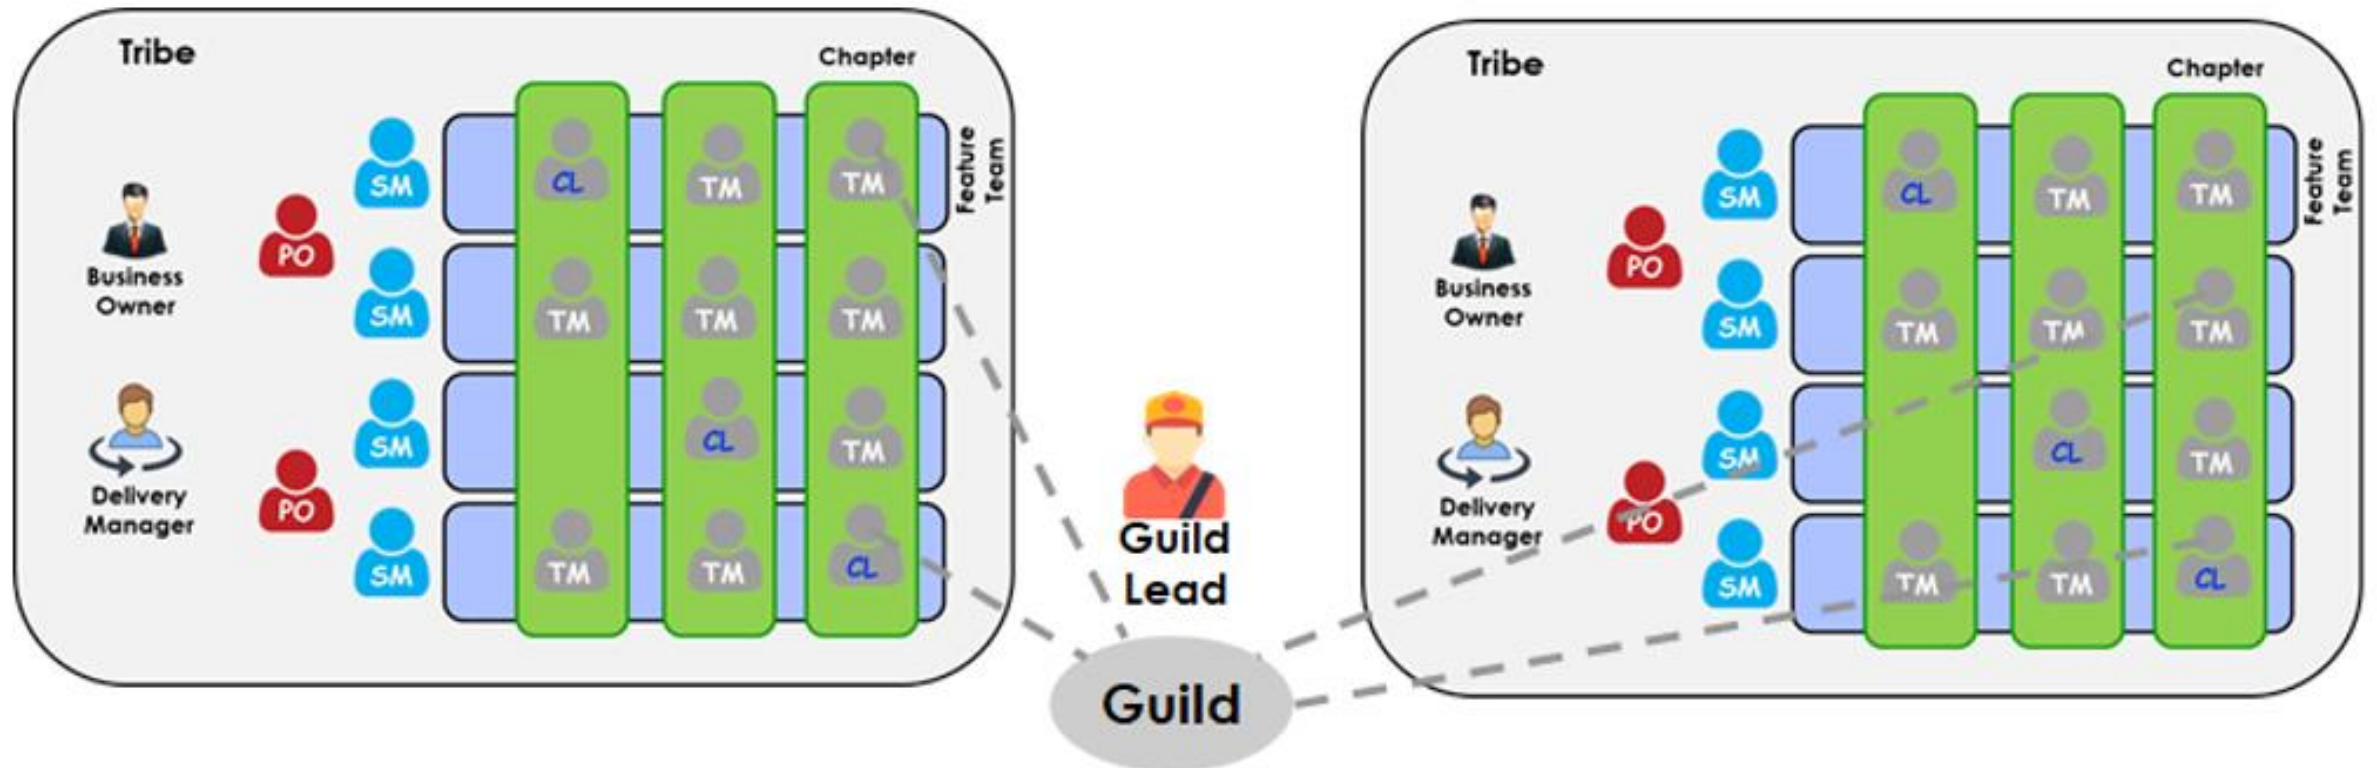 Tribe
Chapter
SM
CL
TM
TM
Feature
Team
PO
Business
Owner
SM
TM
TM
TM
SM
CL
TM
Delivery
Manager
PO
SM
TM
TM
CL
Guild
Lead
Guild
Tribe
Chapter
SM
CL
TM
TM
Feature
Team
PO
Business
Owner
SM
TM
TM
TM
SM
CL
TM
Delivery
Manager
PO
SM
TM
TM
CL